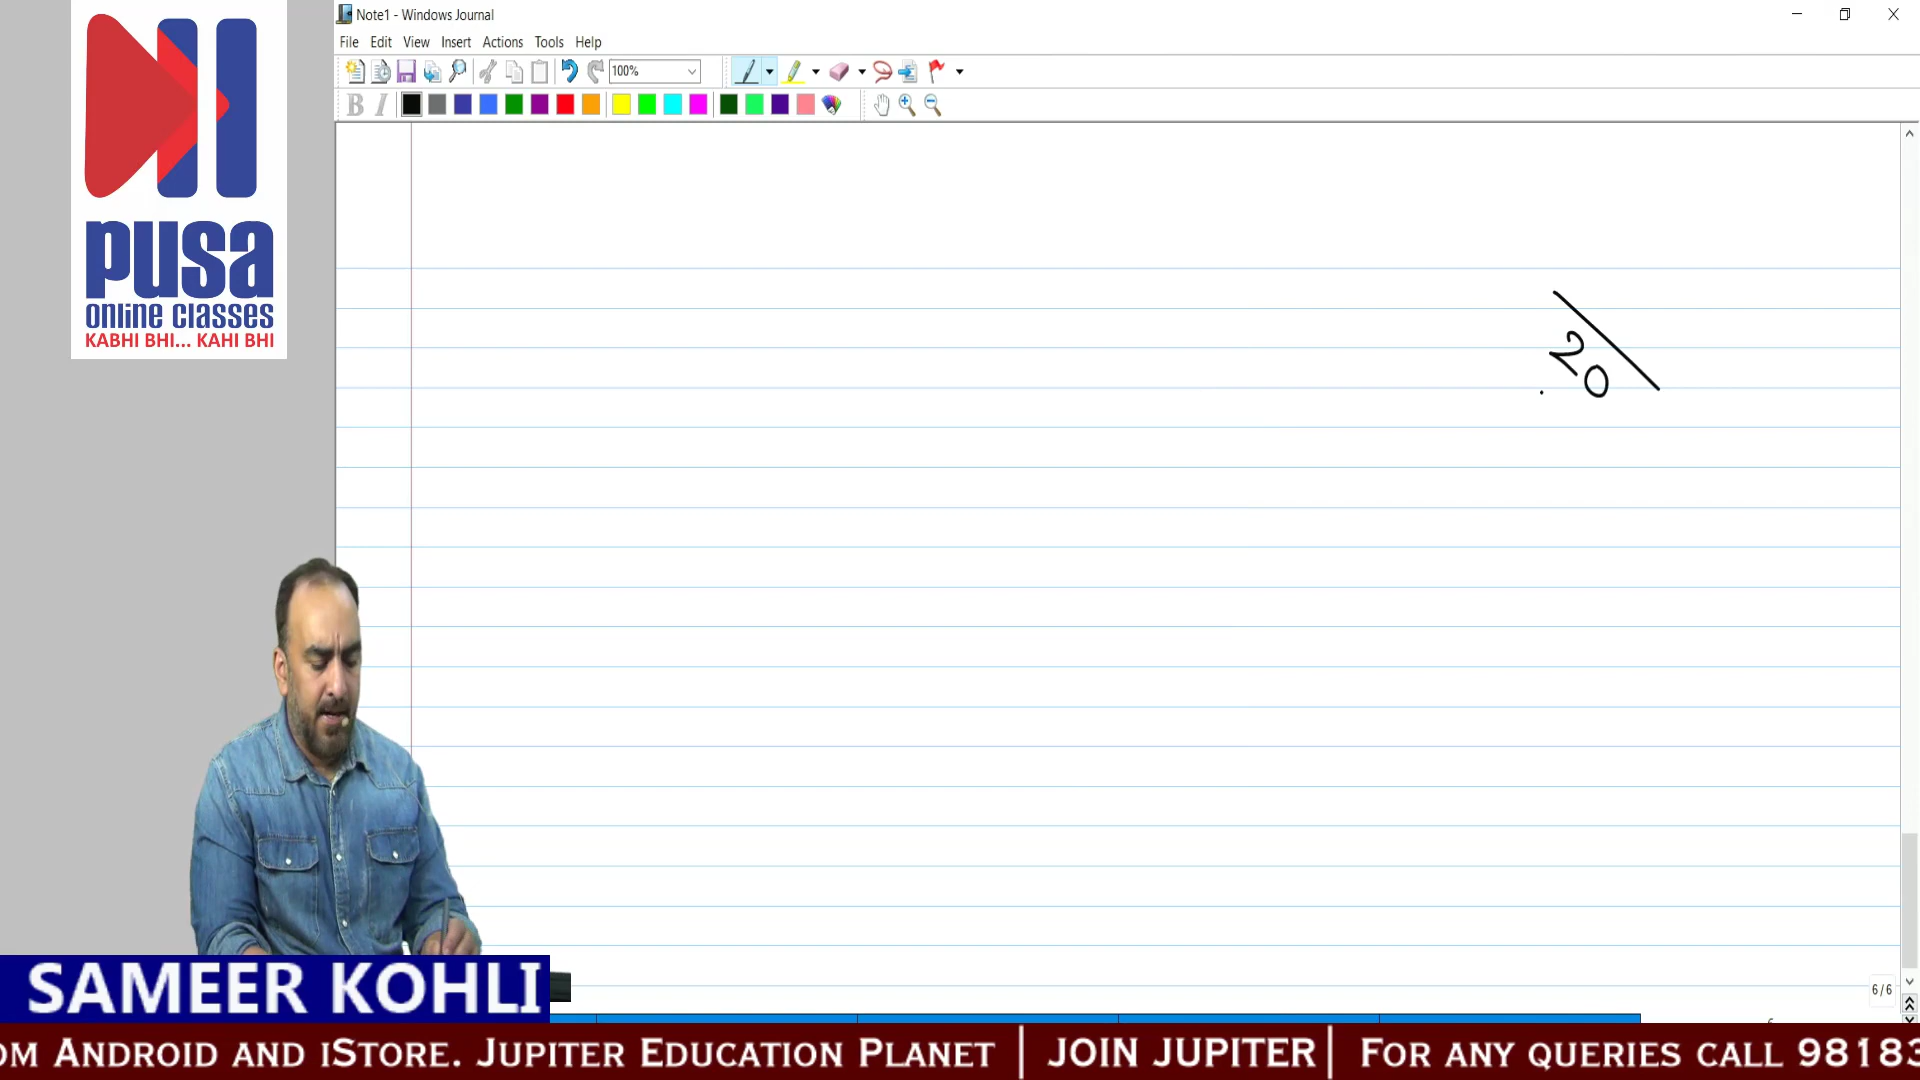 Note1 - Windows Journal
File Edit View Insert Actions Tools Help
100%
B I
pusa
online classes
KABHI BHI... KAHI BHI
20
6/6
SAMEER KOHLI
OM ANDROID AND ISTORE. JUPITER EDUCATION PLANET | JOIN JUPITER | FOR ANY QUERIES CALL 98183